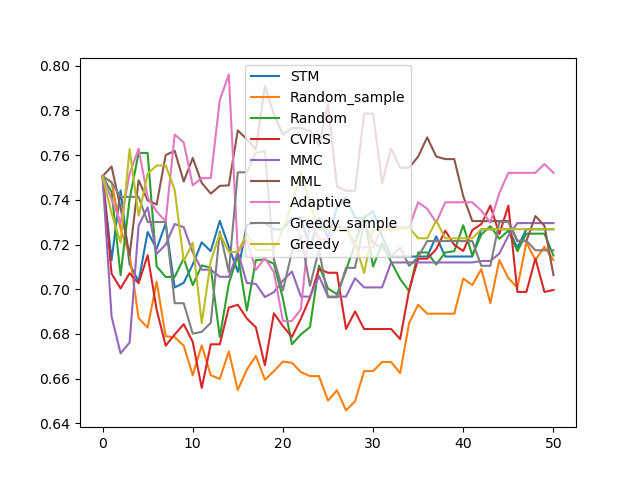 0.80
0.78
0.76
0.74
0.72
0.70
0.68
0.66
0.64
0
10
20
30
40
50
STM
Random_sample
Random
CVIRS
MMC
MML
Adaptive
Greedy_sample
Greedy